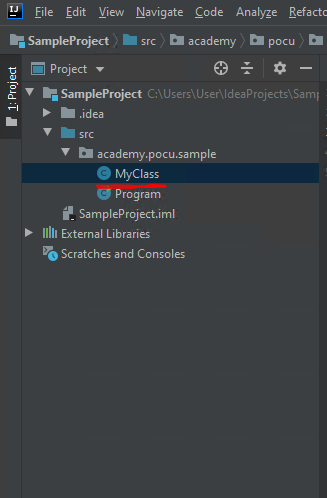 IJ File Edit View Navigate Code Analyze Refacto
SampleProject src academy pocu
Project
1: Project
SampleProject C:\Users\User\IdeaProjects\Samp
.idea
src
academy.pocu.sample
C MyClass
C Program
SampleProject.iml
External Libraries
Scratches and Consoles